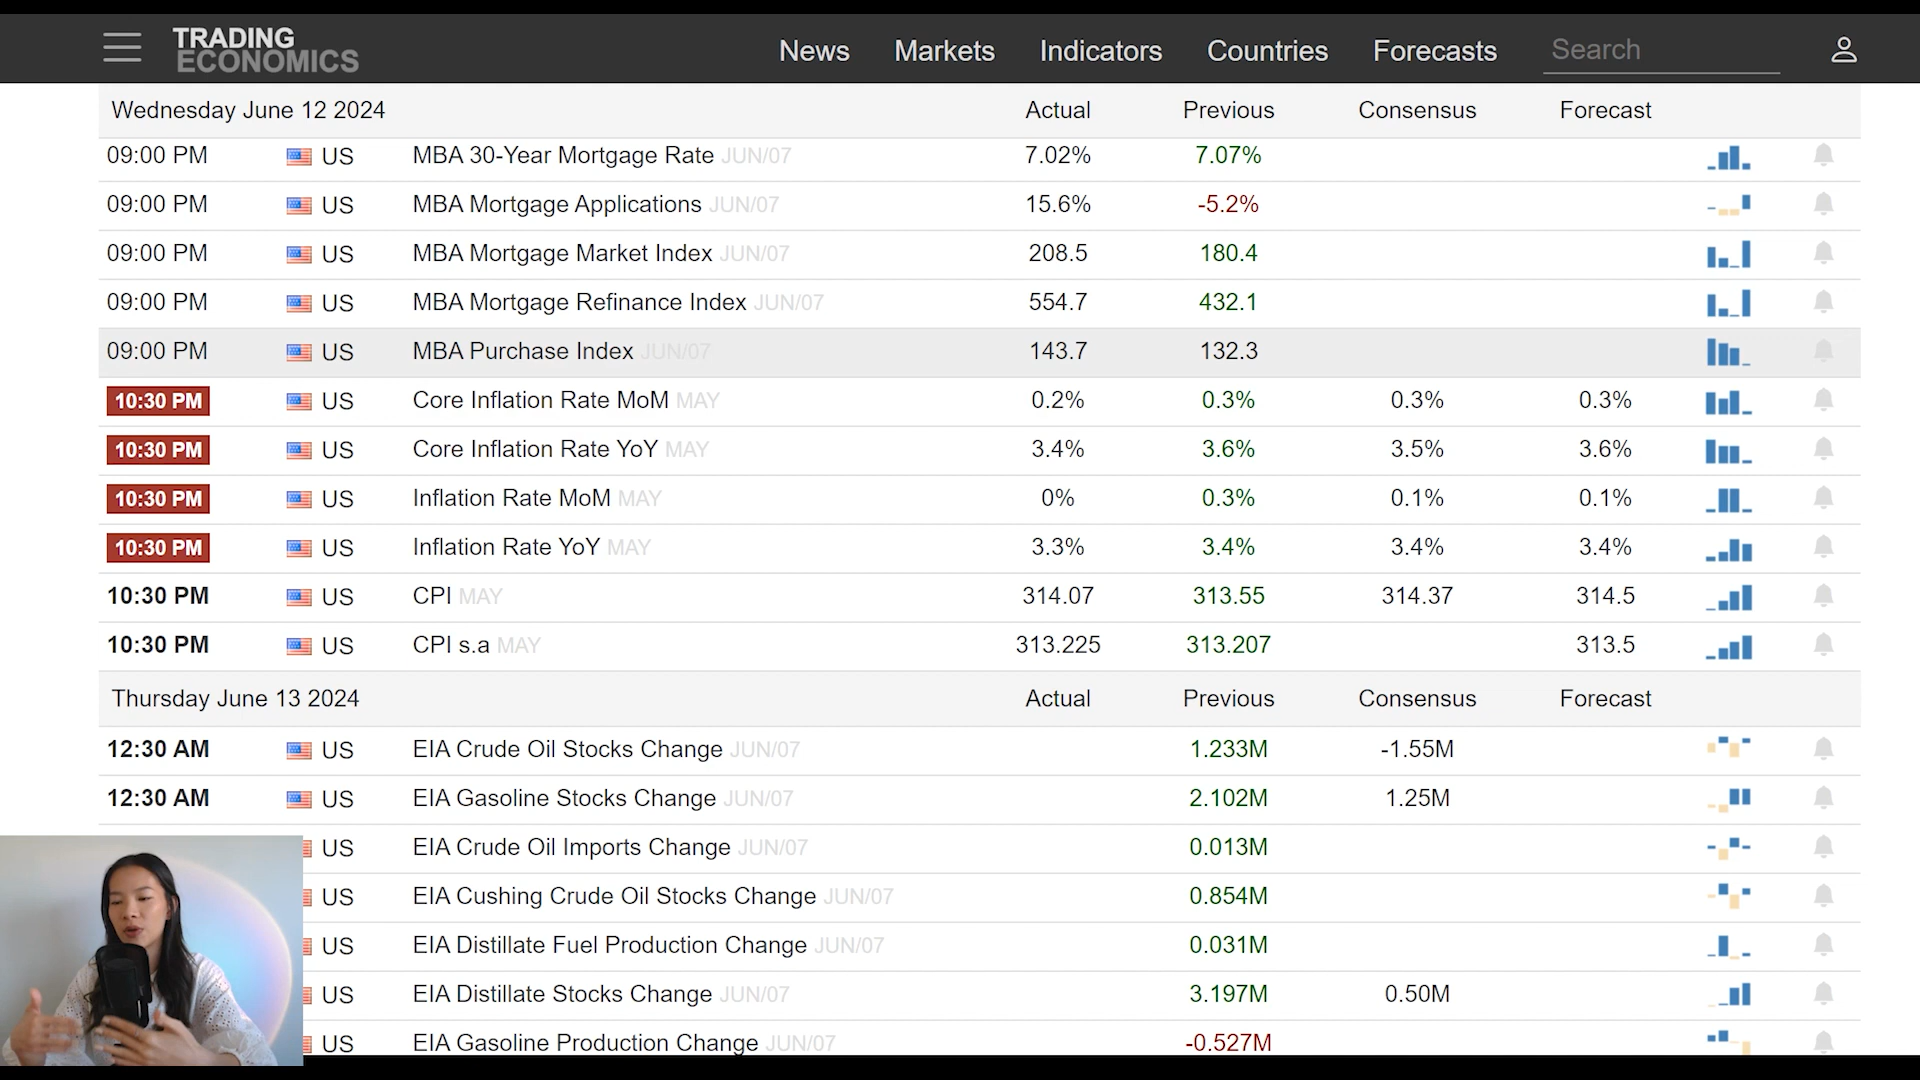 TRADING
ECONOMICS
News Markets Indicators Countries Forecasts Search
Wednesday June 12 2024 Actual Previous Consensus Forecast
09:00 PM US MBA 30-Year Mortgage Rate JUN/07 7.02% 7.07%
09:00 PM US MBA Mortgage Applications JUN/07 15.6% -5.2%
09:00 PM US MBA Mortgage Market Index JUN/07 208.5 180.4
09:00 PM US MBA Mortgage Refinance Index JUN/07 554.7 432.1
09:00 PM US MBA Purchase Index JUN/07 143.7 132.3
10:30 PM US Core Inflation Rate MoM MAY 0.2% 0.3% 0.3% 0.3%
10:30 PM US Core Inflation Rate YoY MAY 3.4% 3.6% 3.5% 3.6%
10:30 PM US Inflation Rate MoM MAY 0% 0.3% 0.1% 0.1%
10:30 PM US Inflation Rate YoY MAY 3.3% 3.4% 3.4% 3.4%
10:30 PM US CPI MAY 314.07 313.55 314.37 314.5
10:30 PM US CPI s.a MAY 313.225 313.207 313.5
Thursday June 13 2024 Actual Previous Consensus Forecast
12:30 AM US EIA Crude Oil Stocks Change JUN/07 1.233M -1.55M
12:30 AM US EIA Gasoline Stocks Change JUN/07 2.102M 1.25M
US EIA Crude Oil Imports Change JUN/07 0.013M
US EIA Cushing Crude Oil Stocks Change JUN/07 0.854M
US EIA Distillate Fuel Production Change JUN/07 0.031M
US EIA Distillate Stocks Change JUN/07 3.197M 0.50M
US EIA Gasoline Production Change JUN/07 -0.527M